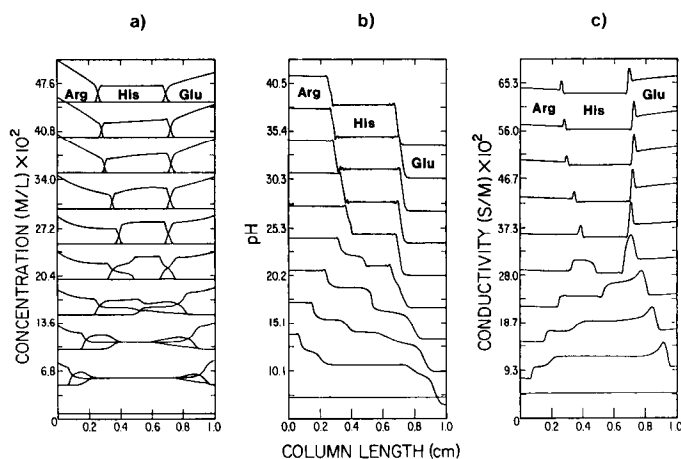 a)
b)
c)
CONCENTRATION (M/L) ×10²
47.6
40.8
34.0
27.2
20.4
13.6
6.8
0
Arg His Glu
0.0 0.2 0.4 0.6 0.8 1.0
pH
40.5
35.4
30.3
25.3
20.2
15.1
10.1
Arg
His
Glu
0.0 0.2 0.4 0.6 0.8 1.0
CONDUCTIVITY (S/M) ×10²
65.3
56.0
46.7
37.3
28.0
18.7
9.3
0
Arg His Glu
0.0 0.2 0.4 0.6 0.8 1.0
COLUMN LENGTH (cm)